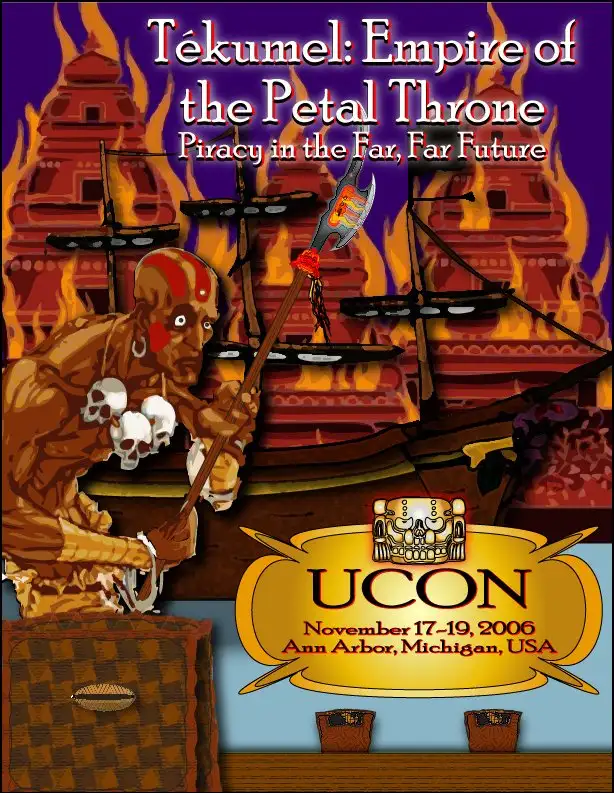 Tékumel: Empire of
the Petal Throne
Piracy in the Far, Far Future
UCON
November 17-19, 2006
Ann Arbor, Michigan, USA